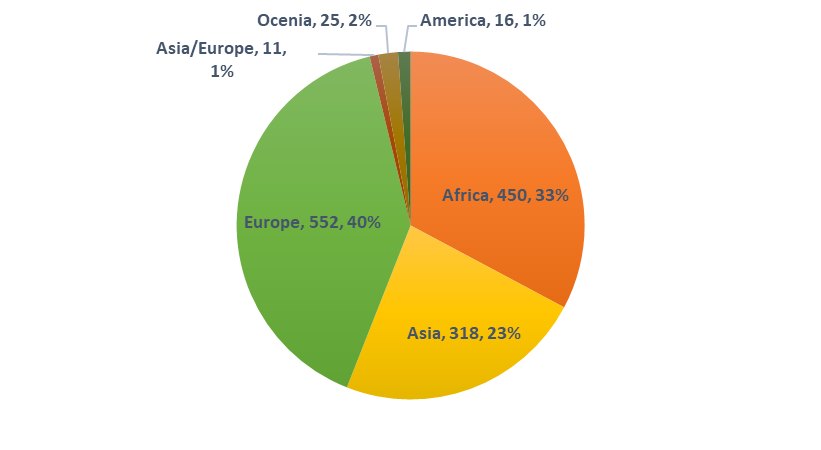 Ocenia, 25, 2%
America, 16, 1%
Asia/Europe, 11,
1%
Africa, 450, 33%
Europe, 552, 40%
Asia, 318, 23%